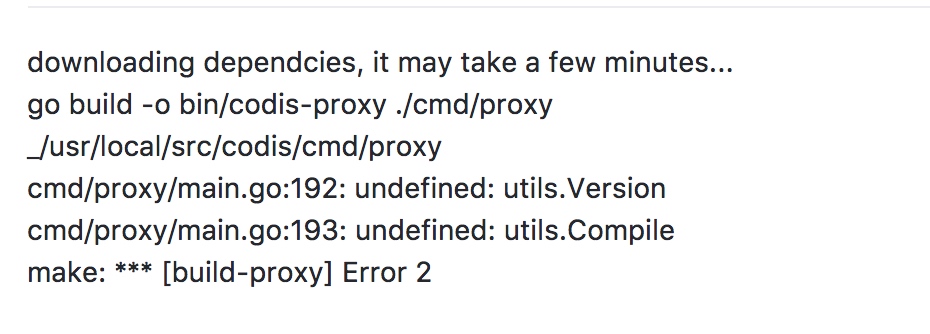 downloading dependcies, it may take a few minutes...
go build -o bin/codis-proxy ./cmd/proxy
_/usr/local/src/codis/cmd/proxy
cmd/proxy/main.go:192: undefined: utils.Version
cmd/proxy/main.go:193: undefined: utils.Compile
make: *** [build-proxy] Error 2